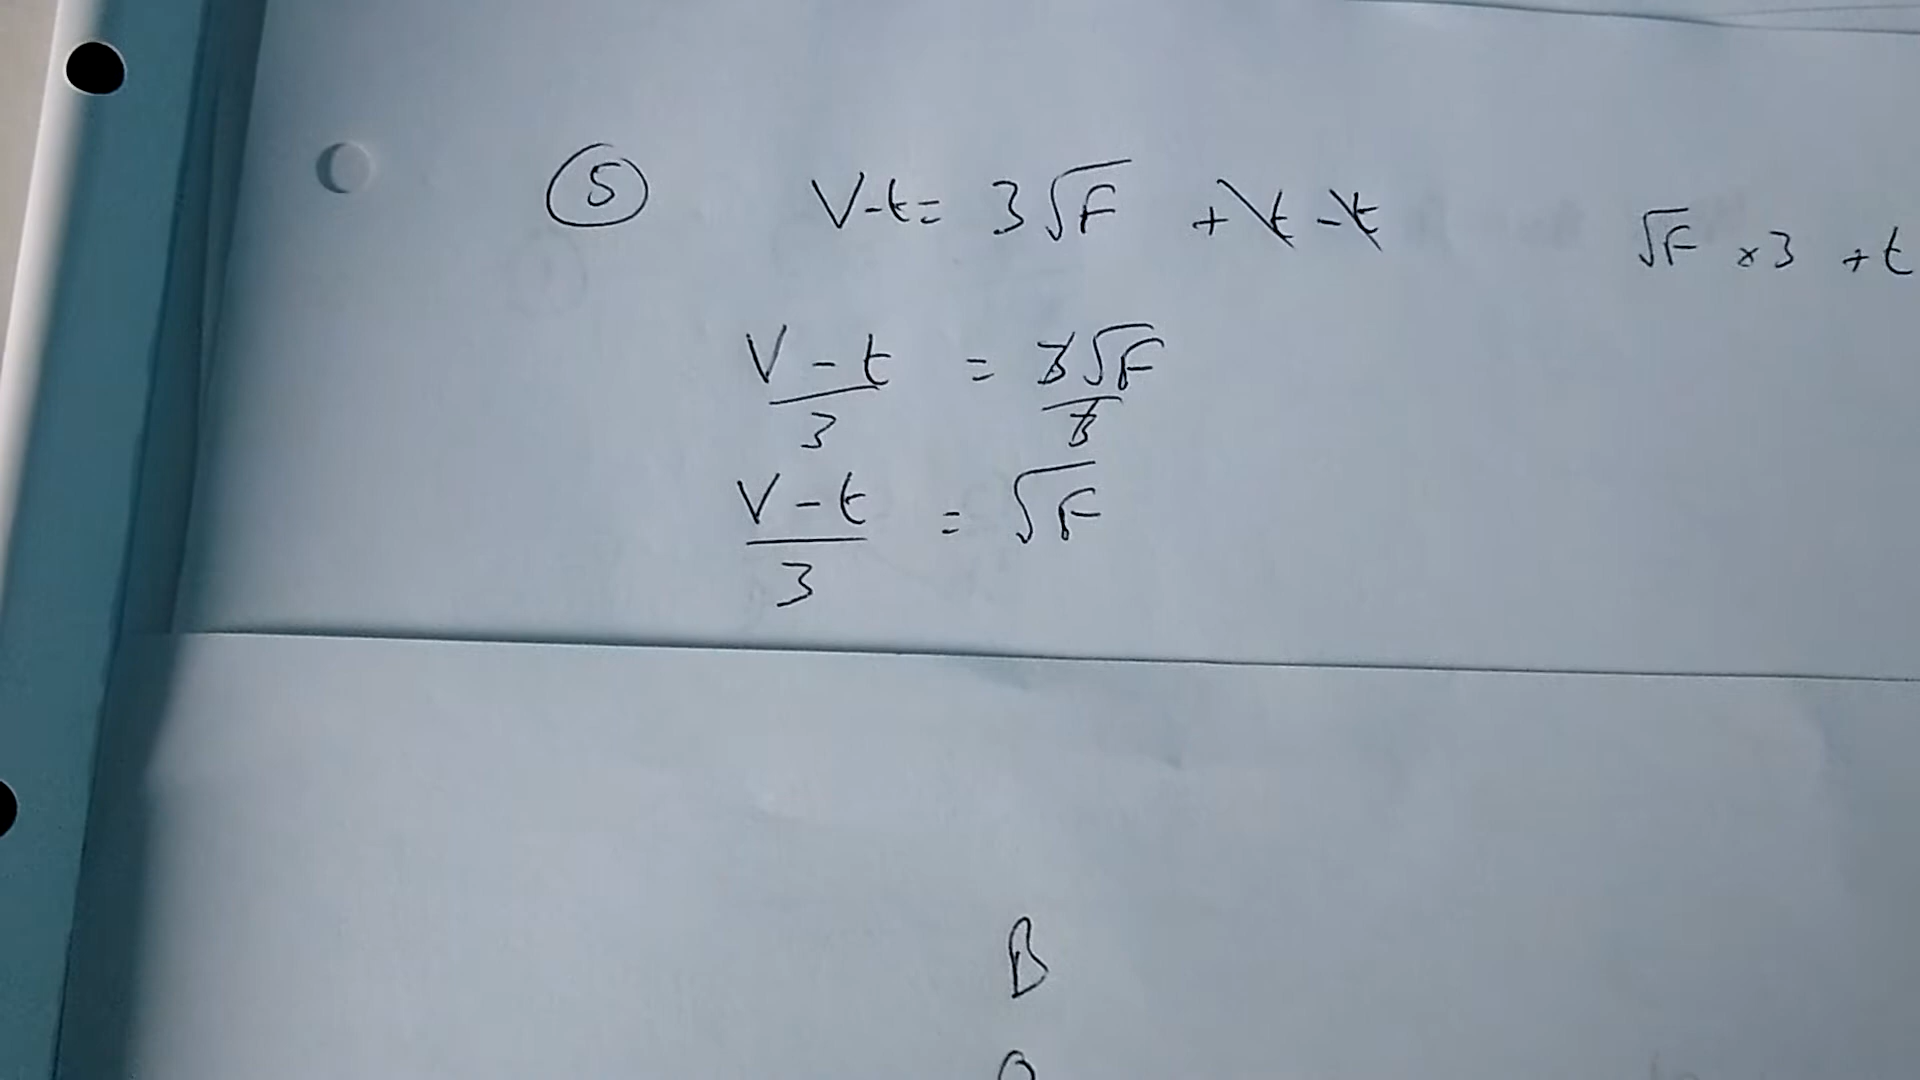 5 V-t= 3√F +t -t √F ×3 +t
V-t/3 = 3√F/3
V-t/3 = √F
B